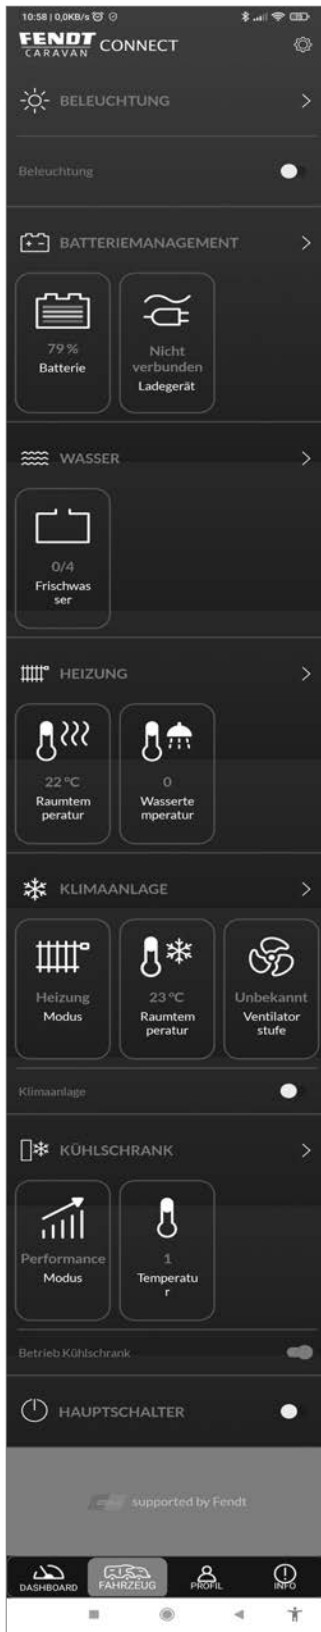 10:58 | 0,0KB/s
FENDT
CARAVAN
CONNECT
BELEUCHTUNG
Beleuchtung
BATTERIEMANAGEMENT
79 %
Batterie
Nicht
verbunden
Ladegerät
WASSER
0/4
Frischwas
ser
HEIZUNG
22 °C
Raumtem
peratur
0
Wasserte
mperatur
KLIMAANLAGE
Heizung
Modus
23 °C
Raumtem
peratur
Unbekannt
Ventilator
stufe
Klimaanlage
KÜHLSCHRANK
Performance
Modus
1
Temperatu
r
Betrieb Kühlschrank
HAUPTSCHALTER
supported by Fendt
DASHBOARD
FAHRZEUG
PROFIL
INFO